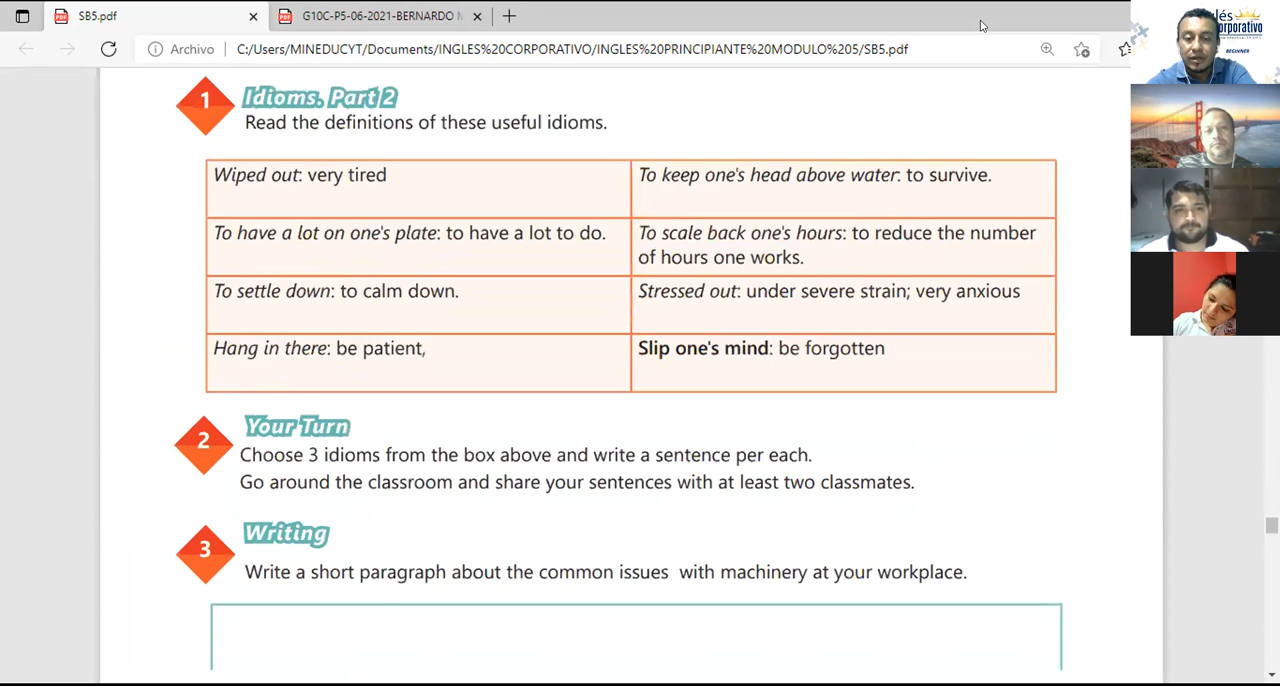 SB5.pdf
G10C-P5-06-2021-BERNARDO M
Archivo
C:/Users/MINEDUCYT/Documents/INGLES%20CORPORATIVO/INGLES%20PRINCIPIANTE%20MODULO%205/SB5.pdf
BEGINNER
1
Idioms. Part 2
Read the definitions of these useful idioms.
Wiped out: very tired
To keep one's head above water: to survive.
To have a lot on one's plate: to have a lot to do.
To scale back one's hours: to reduce the number
of hours one works.
To settle down: to calm down.
Stressed out: under severe strain; very anxious
Hang in there: be patient,
Slip one's mind: be forgotten
2
Your Turn
Choose 3 idioms from the box above and write a sentence per each.
Go around the classroom and share your sentences with at least two classmates.
3
Writing
Write a short paragraph about the common issues with machinery at your workplace.